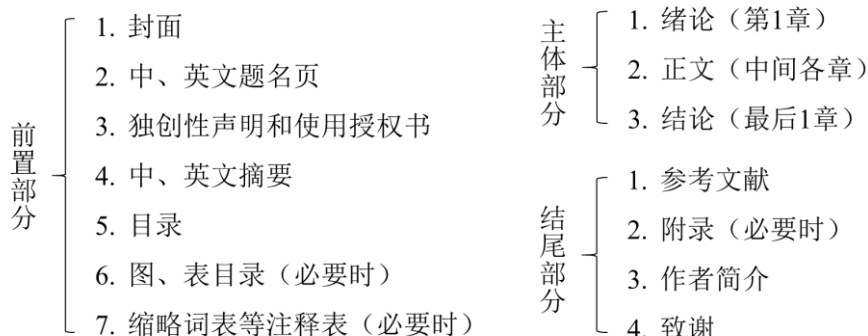 前置部分
1. 封面
2. 中、英文题名页
3. 独创性声明和使用授权书
4. 中、英文摘要
5. 目录
6. 图、表目录（必要时）
7. 缩略词表等注释表（必要时）
主体部分
1. 绪论（第1章）
2. 正文（中间各章）
3. 结论（最后1章）
结尾部分
1. 参考文献
2. 附录（必要时）
3. 作者简介
4. 致谢